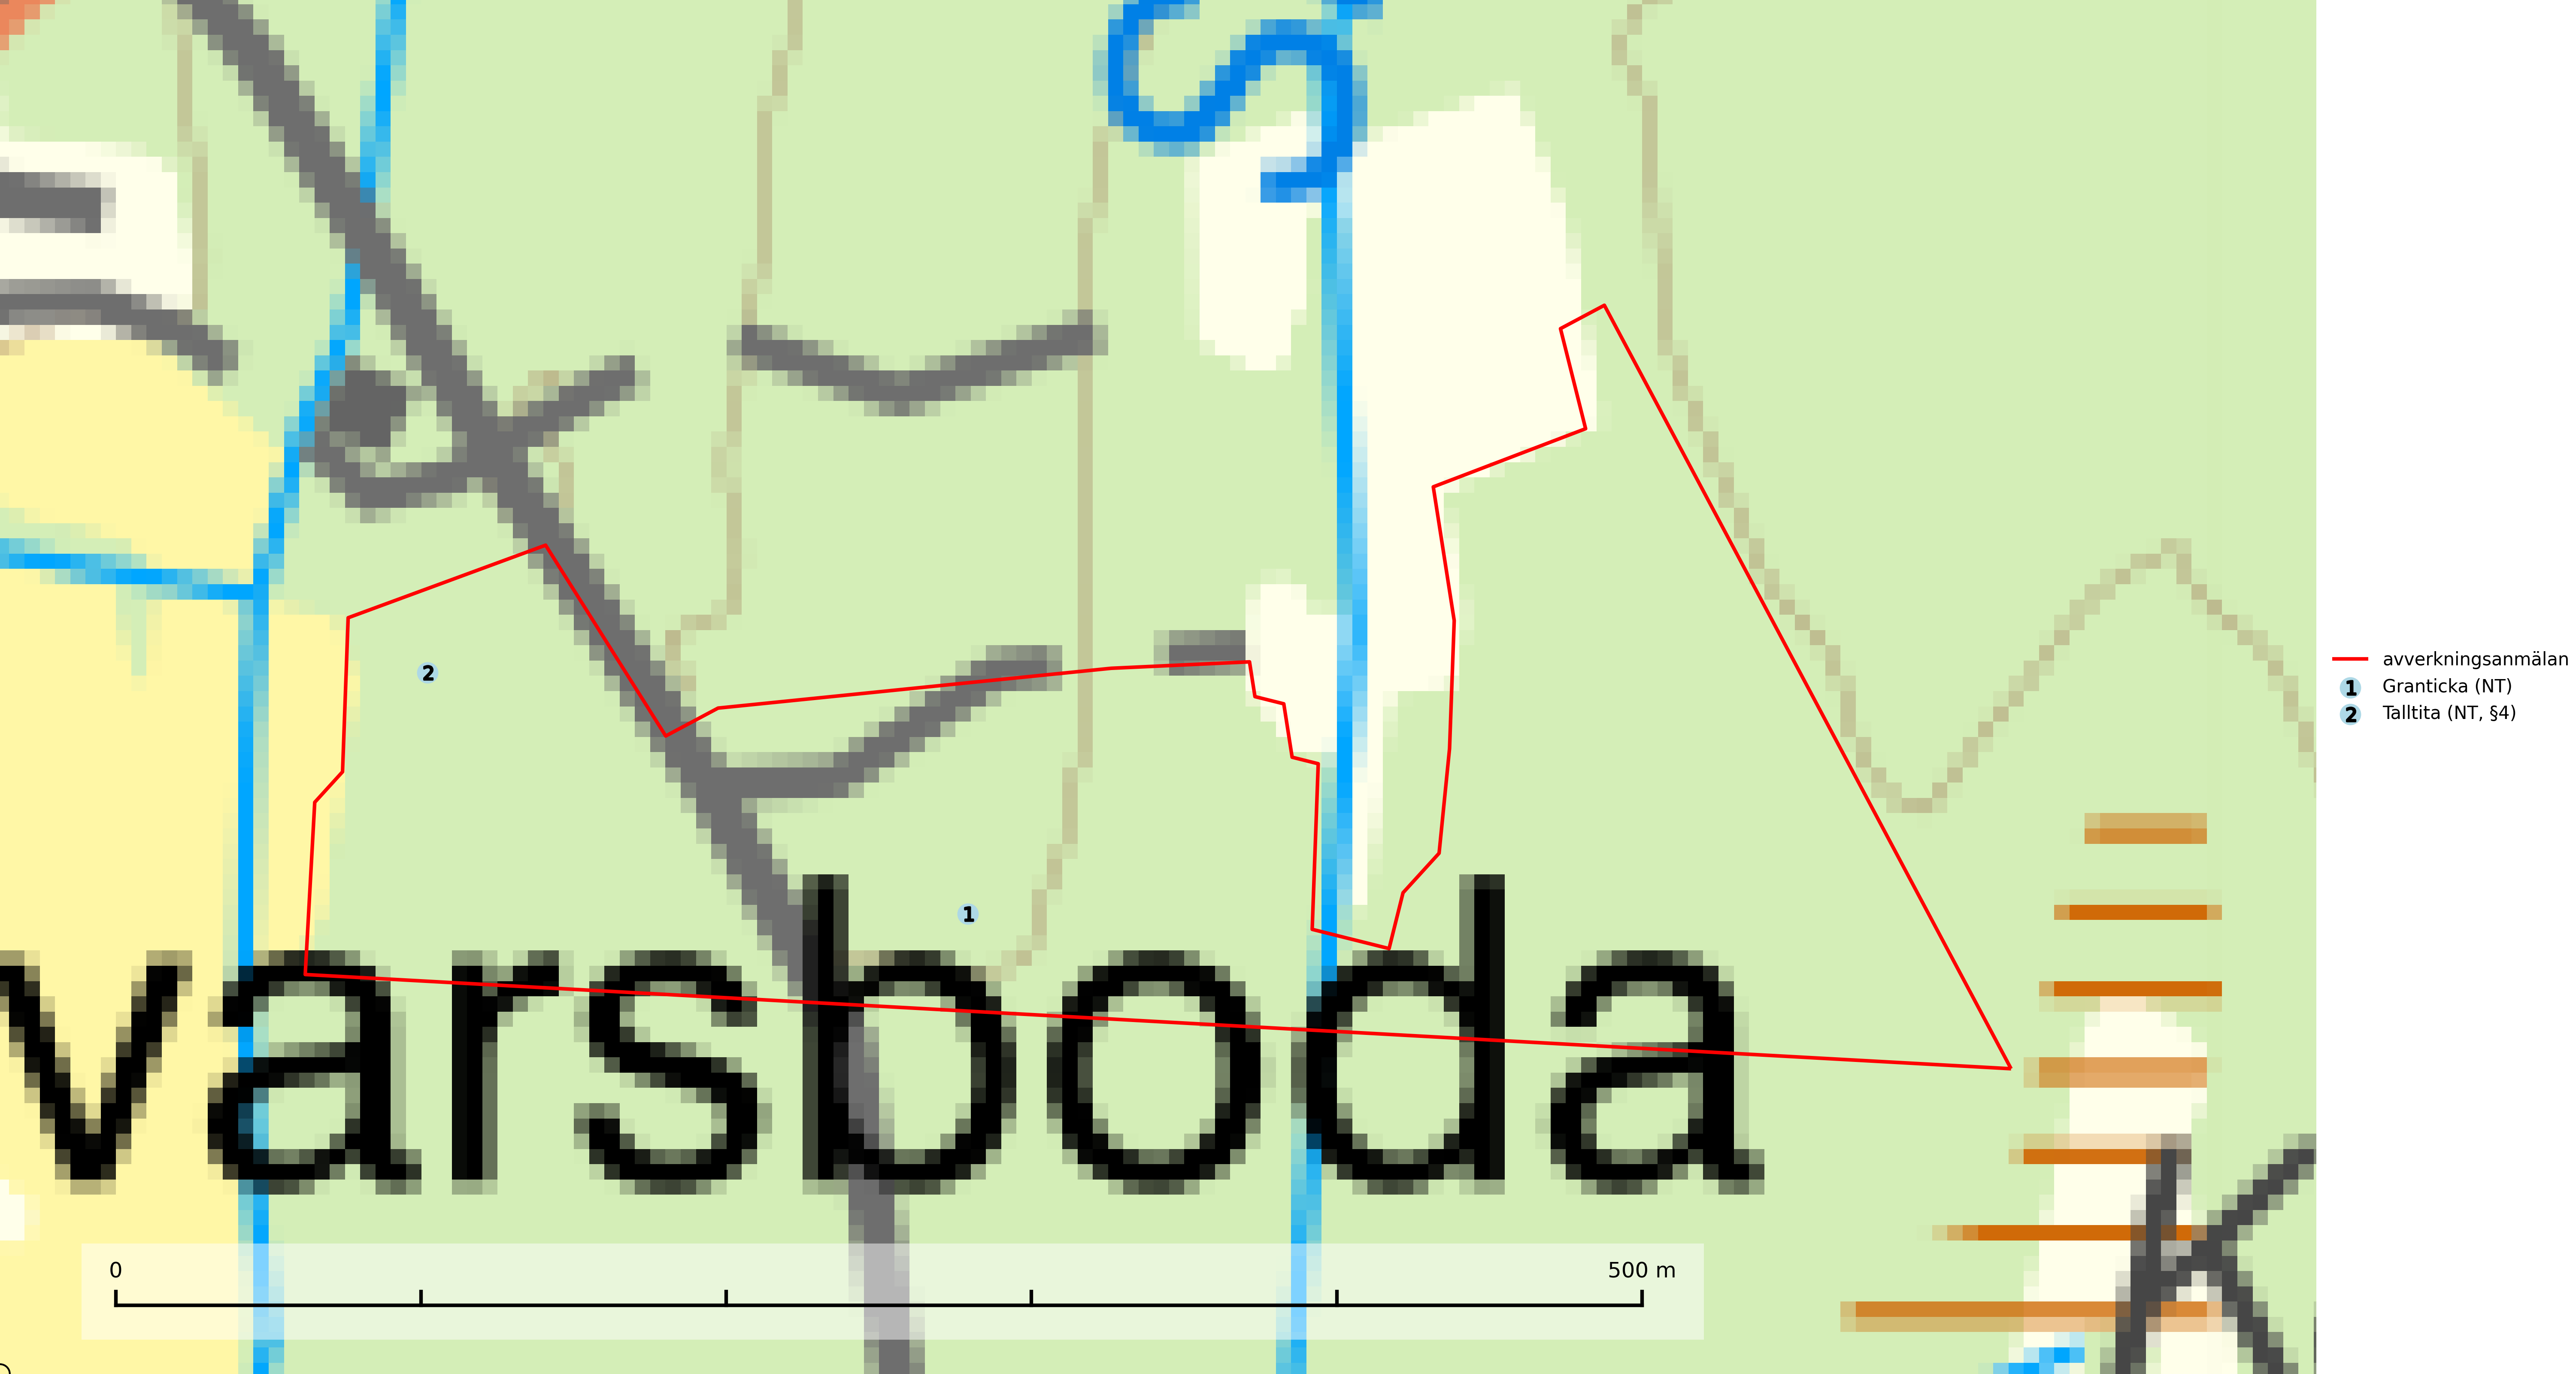 2
1
varsboda
0 500 m
avverkningsanmälan
1 Granticka (NT)
2 Talltita (NT, §4)